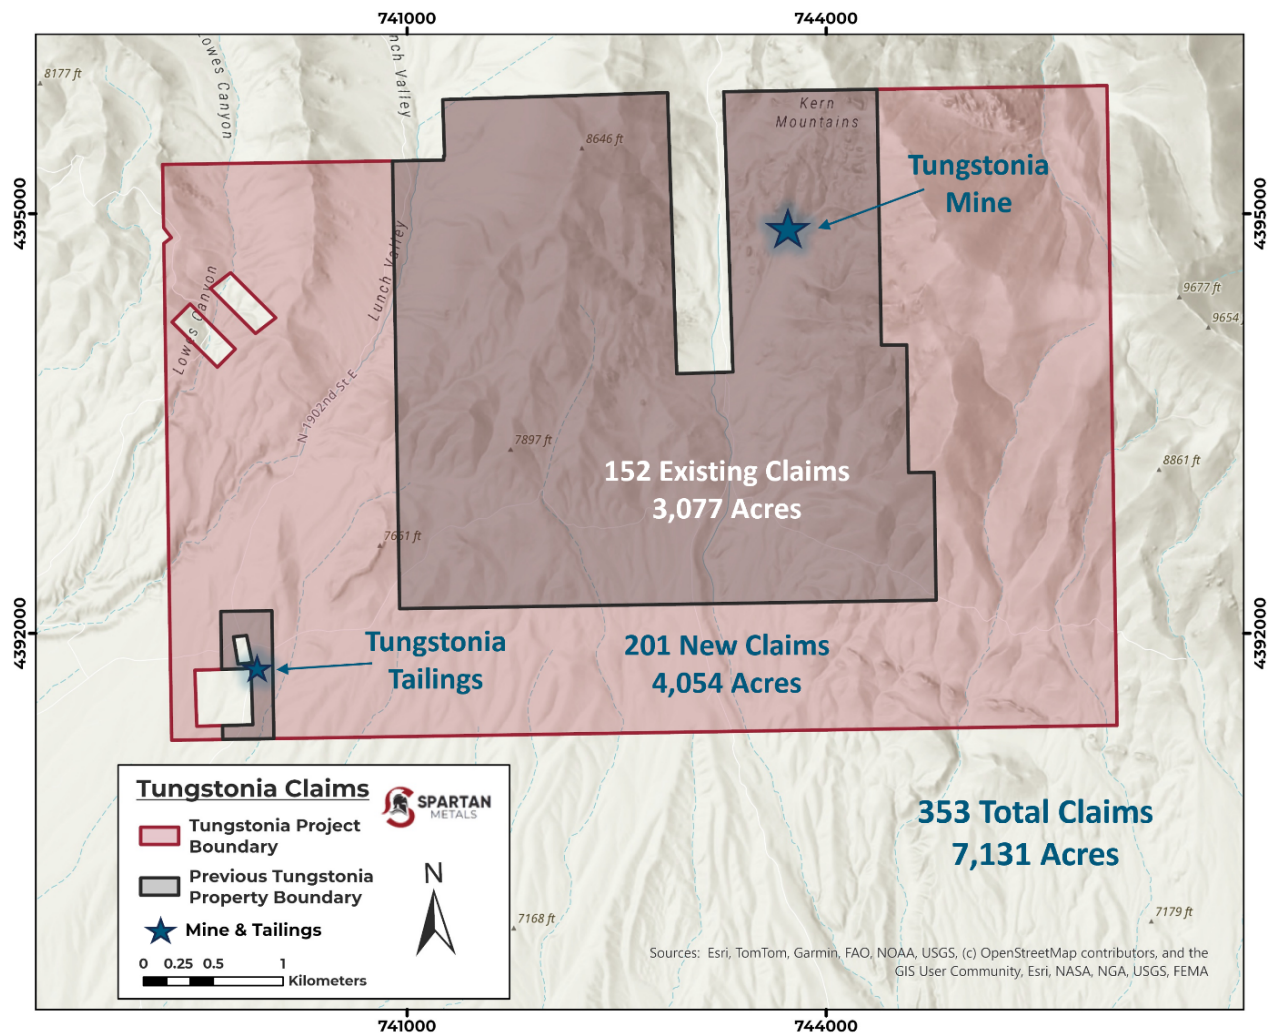 741000
744000
8177 ft
owes Canyon
nch Valley
Kern
Mountains
8646 ft
Tungstonia
Mine
4395000
4395000
Lunch Valley
Lowes Canyon
9677 ft
9654
N 1902nd St E
7897 ft
8861 ft
152 Existing Claims
3,077 Acres
7651 ft
4392000
4392000
Tungstonia
Tailings
201 New Claims
4,054 Acres
Tungstonia Claims
SPARTAN
METALS
Tungstonia Project
Boundary
Previous Tungstonia
Property Boundary
Mine & Tailings
N
0 0.25 0.5 1
Kilometers
353 Total Claims
7,131 Acres
7168 ft
7179 ft
Sources: Esri, TomTom, Garmin, FAO, NOAA, USGS, (c) OpenStreetMap contributors, and the
GIS User Community, Esri, NASA, NGA, USGS, FEMA
741000
744000